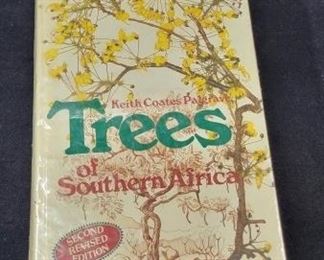 Keith Coates Palgrave
Trees
of
Southern Africa
SECOND
REVISED
EDITION